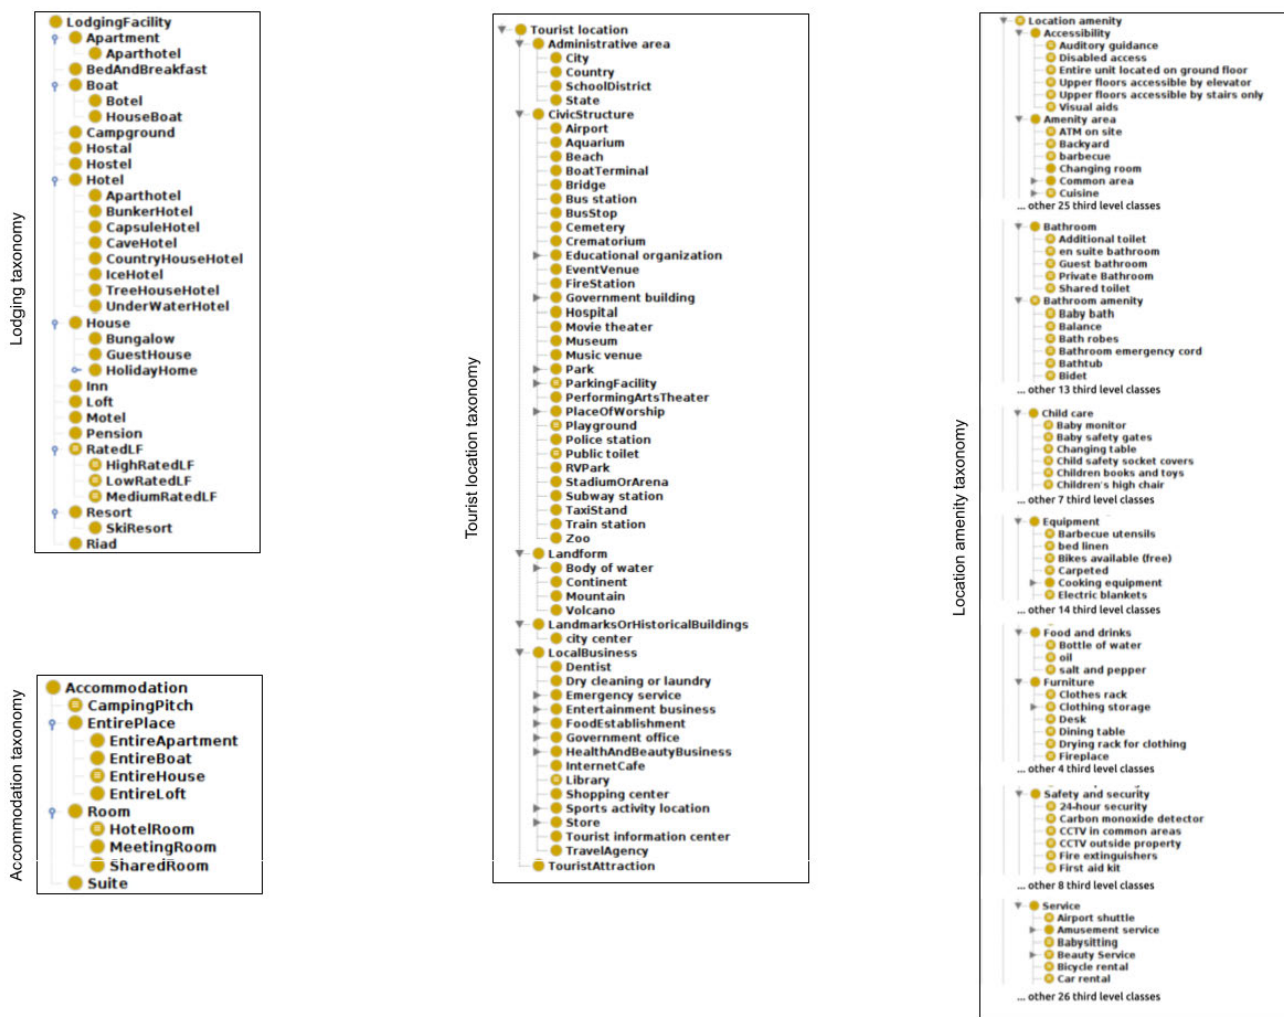 Lodging taxonomy
LodgingFacility
Apartment
Aparthotel
BedAndBreakfast
Boat
Botel
HouseBoat
Campground
Hostal
Hostel
Hotel
Aparthotel
BunkerHotel
CapsuleHotel
CaveHotel
CountryHouseHotel
IceHotel
TreeHouseHotel
UnderWaterHotel
House
Bungalow
GuestHouse
HolidayHome
Inn
Loft
Motel
Pension
RatedLF
HighRatedLF
LowRatedLF
MediumRatedLF
Resort
SkiResort
Riad
Accommodation taxonomy
Accommodation
CampingPitch
EntirePlace
EntireApartment
EntireBoat
EntireHouse
EntireLoft
Room
HotelRoom
MeetingRoom
SharedRoom
Suite
Tourist location taxonomy
Tourist location
Administrative area
City
Country
SchoolDistrict
State
CivicStructure
Airport
Aquarium
Beach
BoatTerminal
Bridge
Bus station
BusStop
Cemetery
Crematorium
Educational organization
EventVenue
FireStation
Government building
Hospital
Movie theater
Museum
Music venue
Park
ParkingFacility
PerformingArtsTheater
PlaceOfWorship
Playground
Police station
Public toilet
RVPark
StadiumOrArena
Subway station
TaxiStand
Train station
Zoo
Landform
Body of water
Continent
Mountain
Volcano
LandmarksOrHistoricalBuildings
city center
LocalBusiness
Dentist
Dry cleaning or laundry
Emergency service
Entertainment business
FoodEstablishment
Government office
HealthAndBeautyBusiness
InternetCafe
Library
Shopping center
Sports activity location
Store
Tourist information center
TravelAgency
TouristAttraction
Location amenity taxonomy
Location amenity
Accessibility
Auditory guidance
Disabled access
Entire unit located on ground floor
Upper floors accessible by elevator
Upper floors accessible by stairs only
Visual aids
Amenity area
ATM on site
Backyard
barbecue
Changing room
Common area
Cuisine
... other 25 third level classes
Bathroom
Additional toilet
en suite bathroom
Guest bathroom
Private Bathroom
Shared toilet
Bathroom amenity
Baby bath
Balance
Bath robes
Bathroom emergency cord
Bathtub
Bidet
... other 13 third level classes
Child care
Baby monitor
Baby safety gates
Changing table
Child safety socket covers
Children books and toys
Children's high chair
... other 7 third level classes
Equipment
Barbecue utensils
bed linen
Bikes available (free)
Carpeted
Cooking equipment
Electric blankets
... other 14 third level classes
Food and drinks
Bottle of water
oil
salt and pepper
Furniture
Clothes rack
Clothing storage
Desk
Dining table
Drying rack for clothing
Fireplace
... other 4 third level classes
Safety and security
24-hour security
Carbon monoxide detector
CCTV in common areas
CCTV outside property
Fire extinguishers
First aid kit
... other 8 third level classes
Service
Airport shuttle
Amusement service
Babysitting
Beauty Service
Bicycle rental
Car rental
... other 26 third level classes